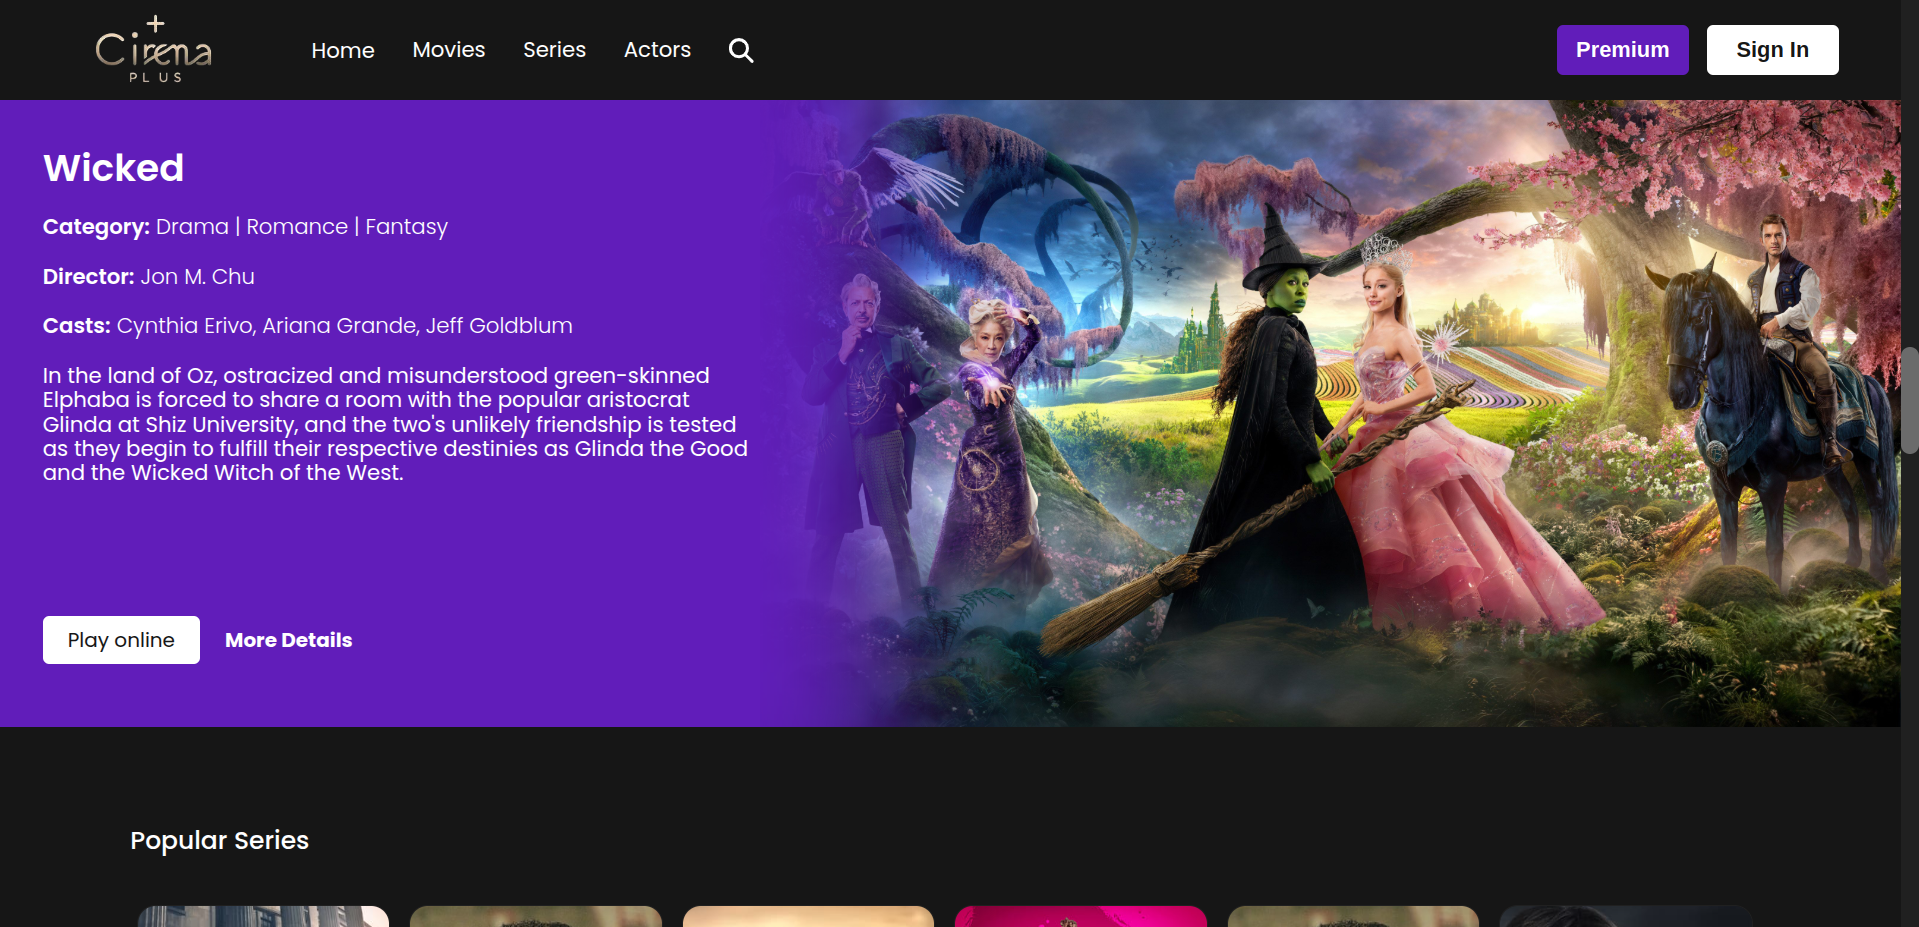 Cinema
PLUS
Home
Movies
Series
Actors
Premium
Sign In
Wicked
Category: Drama | Romance | Fantasy
Director: Jon M. Chu
Casts: Cynthia Erivo, Ariana Grande, Jeff Goldblum
In the land of Oz, ostracized and misunderstood green-skinned
Elphaba is forced to share a room with the popular aristocrat
Glinda at Shiz University, and the two's unlikely friendship is tested
as they begin to fulfill their respective destinies as Glinda the Good
and the Wicked Witch of the West.
Play online
More Details
Popular Series